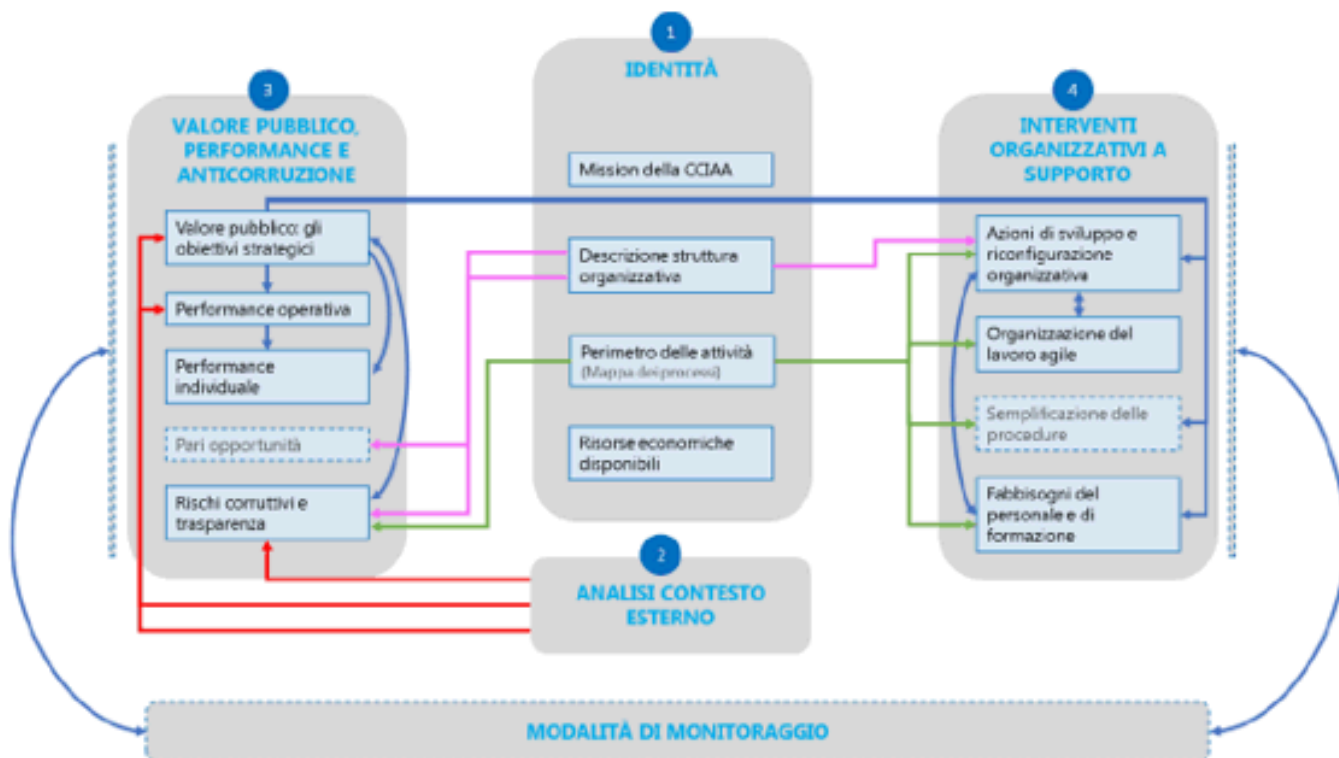 1
IDENTITÀ
Mission della CCIAA
Descrizione struttura
organizzativa
Perimetro delle attività
(Mappa dei processi)
Risorse economiche
disponibili
2
ANALISI CONTESTO
ESTERNO
3
VALORE PUBBLICO,
PERFORMANCE E
ANTICORRUZIONE
Valore pubblico: gli
obiettivi strategici
Performance operativa
Performance
individuale
Pari opportunità
Rischi corruttivi e
trasparenza
4
INTERVENTI
ORGANIZZATIVI A
SUPPORTO
Azioni di sviluppo e
riconfigurazione
organizzativa
Organizzazione del
lavoro agile
Semplificazione delle
procedure
Fabbisogni del
personale e di
formazione
MODALITÀ DI MONITORAGGIO